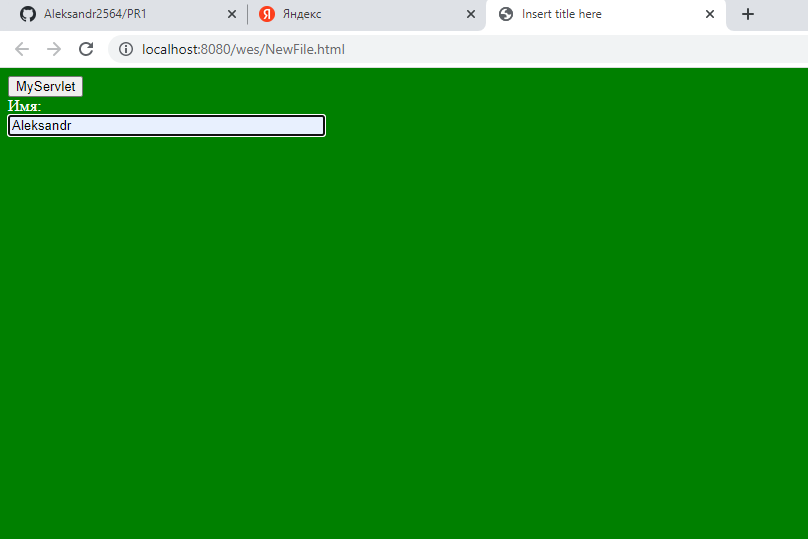 Aleksandr2564/PR1
Яндекс
Insert title here
localhost:8080/wes/NewFile.html
MyServlet
Имя:
Aleksandr